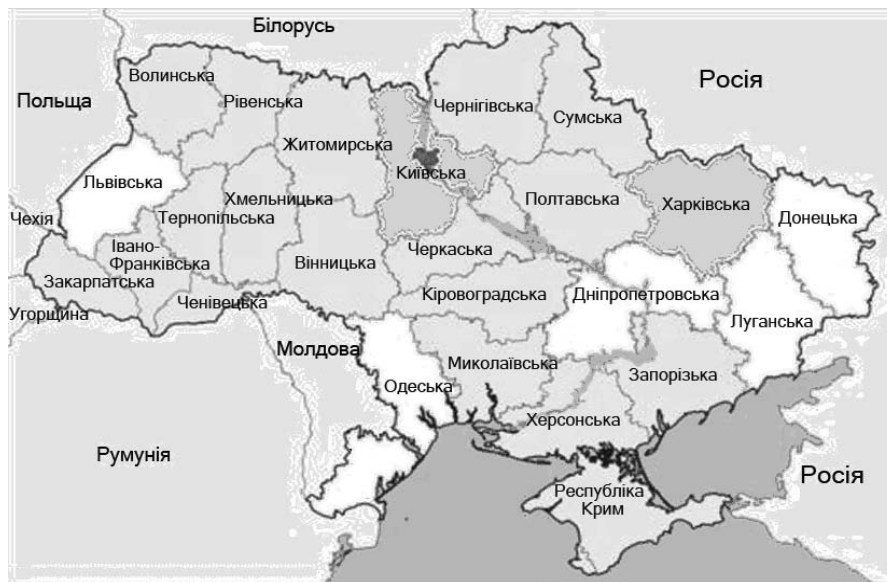 Білорусь
Волинська
Польща
Рівенська
Чернігівська
Росія
Сумська
Житомирська
Київська
Львівська
Хмельницька
Тернопільська
Полтавська
Харківська
Донецька
Чехія
Івано-
Франківська
Закарпатська
Вінницька
Черкаська
Кіровоградська
Дніпропетровська
Ченівецька
Угорщина
Луганська
Молдова
Миколаївська
Запорізька
Одеська
Херсонська
Румунія
Росія
Республіка
Крим